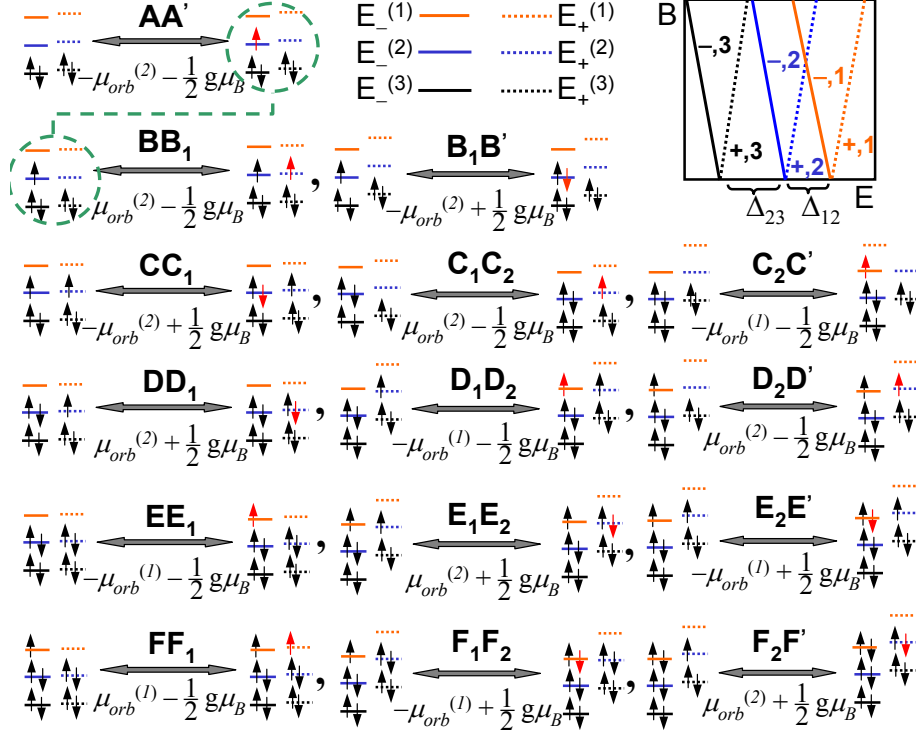 AA'
−μorb(2) − 1/2 gμB
E−(1) E+(1)
E−(2) E+(2)
E−(3) E+(3)
B
−,3
−,2
−,1
+,3
+,2
+,1
E
Δ23
Δ12
BB1
μorb(2) − 1/2 gμB
,
B1B'
−μorb(2) + 1/2 gμB
CC1
−μorb(2) + 1/2 gμB
,
C1C2
μorb(2) − 1/2 gμB
,
C2C'
−μorb(1) − 1/2 gμB
DD1
μorb(2) + 1/2 gμB
,
D1D2
−μorb(1) − 1/2 gμB
,
D2D'
μorb(2) − 1/2 gμB
EE1
−μorb(1) − 1/2 gμB
,
E1E2
μorb(2) + 1/2 gμB
,
E2E'
−μorb(1) + 1/2 gμB
FF1
μorb(1) − 1/2 gμB
,
F1F2
−μorb(1) + 1/2 gμB
,
F2F'
μorb(2) + 1/2 gμB